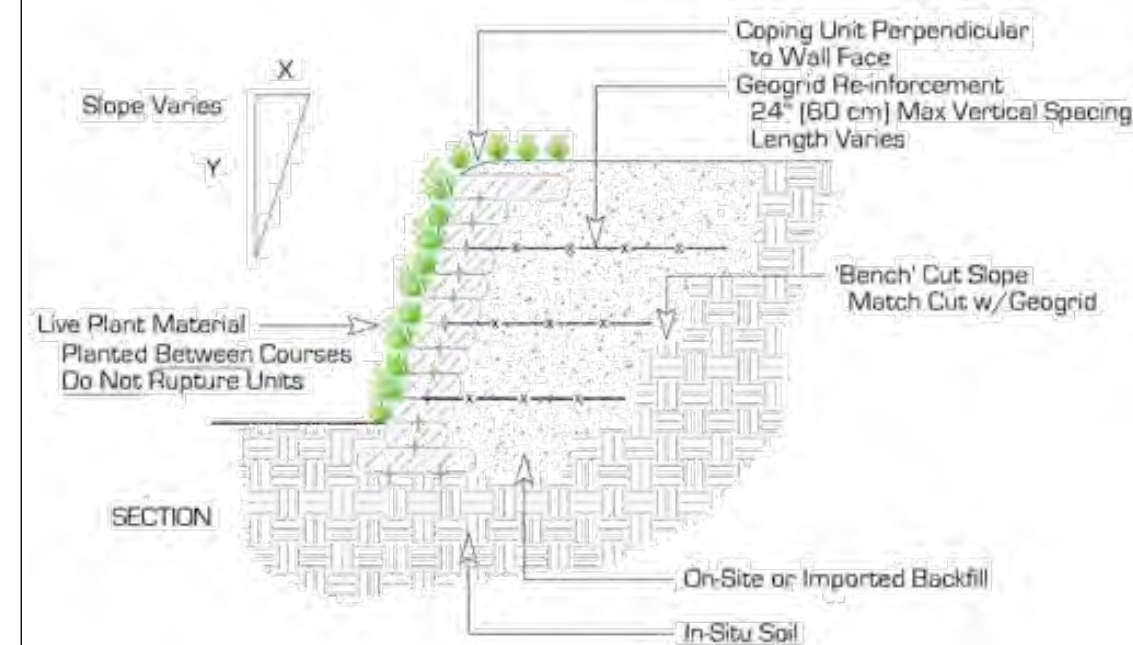 Coping Unit Perpendicular
to Wall Face
Geogrid Re-inforcement
24" (60 cm) Max Vertical Spacing
Length Varies
X
Slope Varies
Y
'Bench' Cut Slope
Match Cut w/Geogrid
Live Plant Material
Planted Between Courses
Do Not Rupture Units
SECTION
On-Site or Imported Backfill
In-Situ Soil